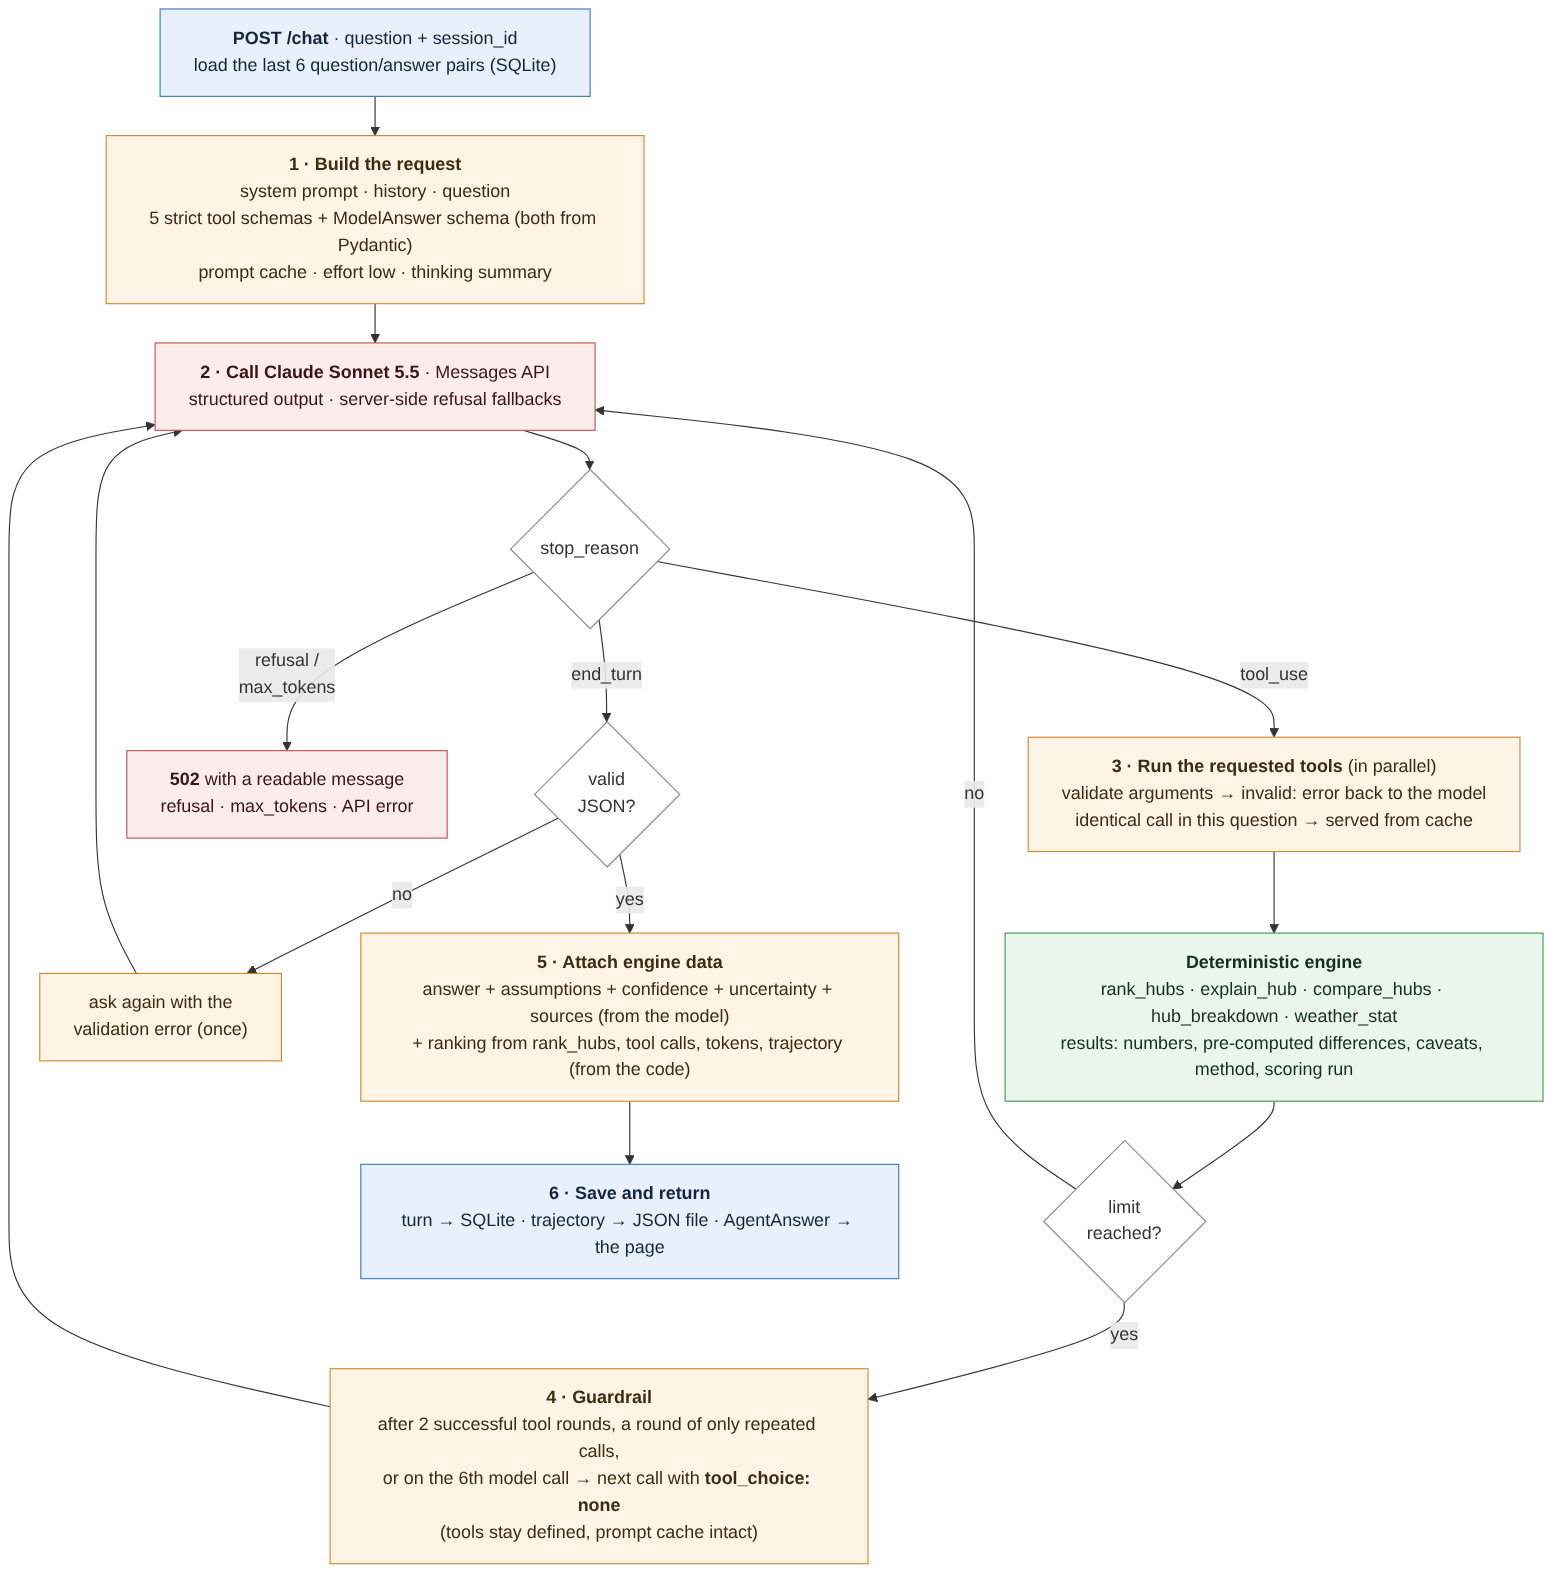 POST /chat · question + session_id
load the last 6 question/answer pairs (SQLite)
1 · Build the request
system prompt · history · question
5 strict tool schemas + ModelAnswer schema (both from
Pydantic)
prompt cache · effort low · thinking summary
2 · Call Claude Sonnet 5.5 · Messages API
structured output · server-side refusal fallbacks
stop_reason
refusal /
max_tokens
end_turn
tool_use
502 with a readable message
refusal · max_tokens · API error
valid
JSON?
no
3 · Run the requested tools (in parallel)
validate arguments → invalid: error back to the model
identical call in this question → served from cache
no
yes
ask again with the
validation error (once)
5 · Attach engine data
answer + assumptions + confidence + uncertainty +
sources (from the model)
+ ranking from rank_hubs, tool calls, tokens, trajectory
(from the code)
Deterministic engine
rank_hubs · explain_hub · compare_hubs ·
hub_breakdown · weather_stat
results: numbers, pre-computed differences, caveats,
method, scoring run
6 · Save and return
turn → SQLite · trajectory → JSON file · AgentAnswer →
the page
limit
reached?
yes
4 · Guardrail
after 2 successful tool rounds, a round of only repeated
calls,
or on the 6th model call → next call with tool_choice:
none
(tools stay defined, prompt cache intact)